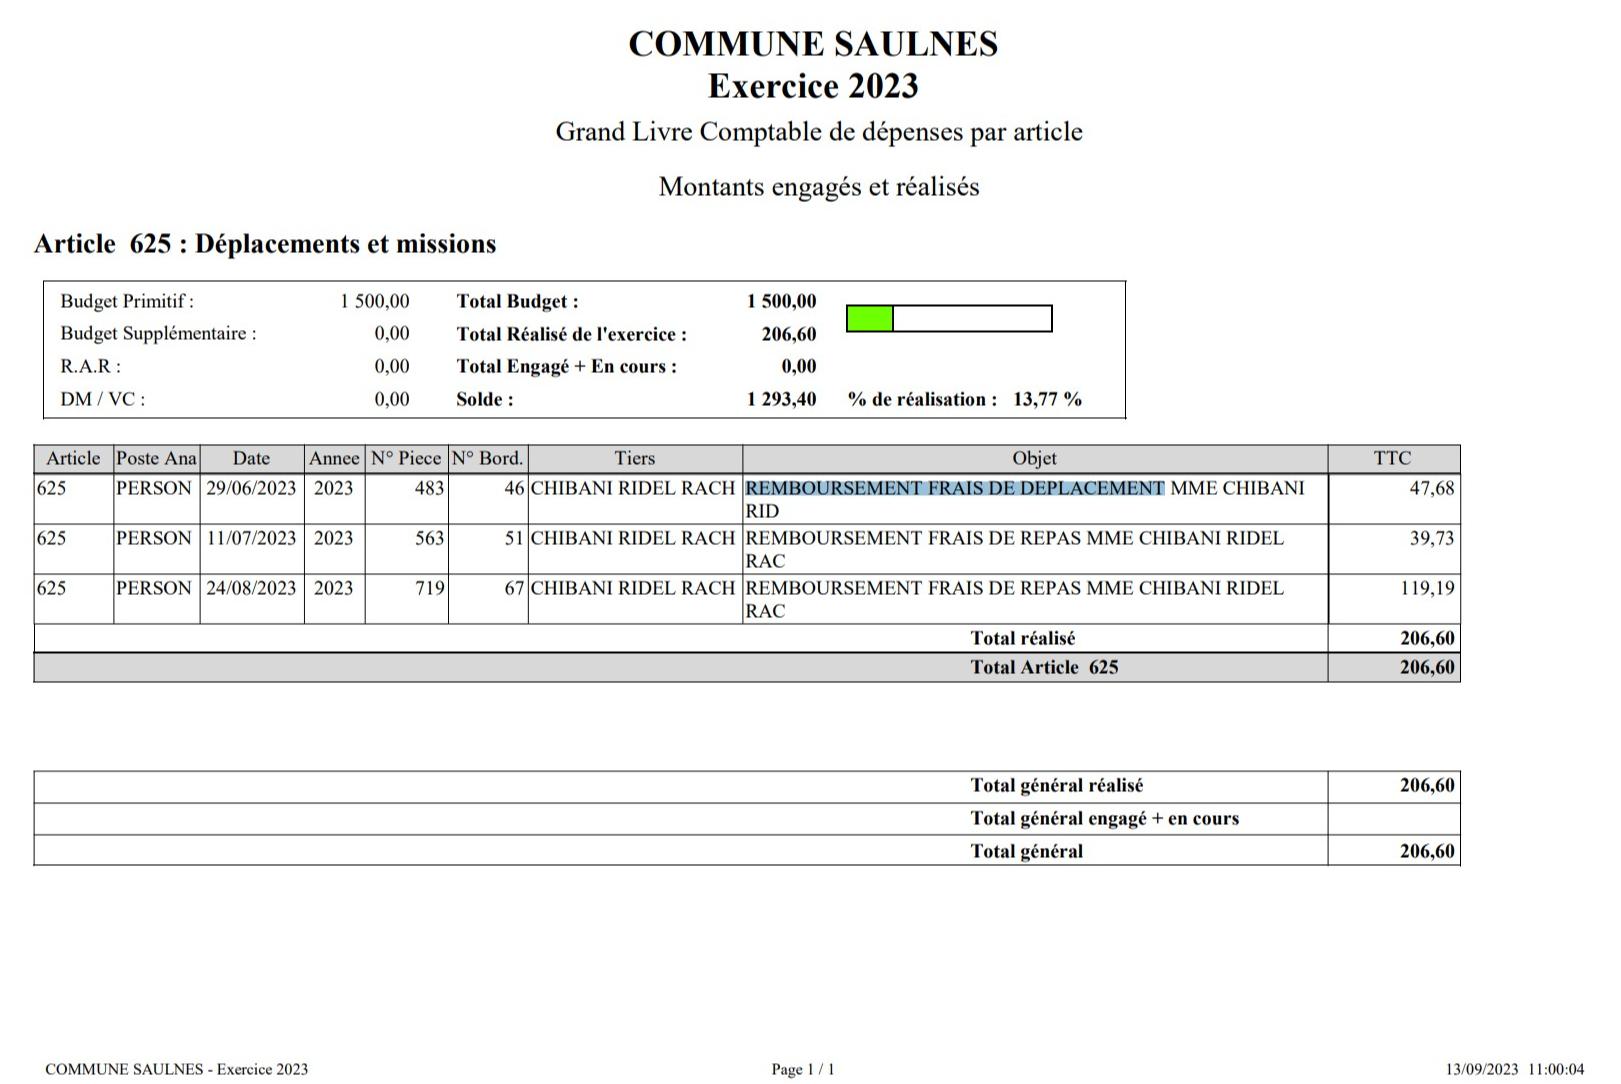 COMMUNE SAULNES
Exercice 2023
Grand Livre Comptable de dépenses par article
Montants engagés et réalisés
Article 625 : Déplacements et missions
Budget Primitif : 1 500,00 Total Budget : 1 500,00
Budget Supplémentaire : 0,00 Total Réalisé de l'exercice : 206,60
R.A.R : 0,00 Total Engagé + En cours : 0,00
DM / VC : 0,00 Solde : 1 293,40 % de réalisation : 13,77 %
Article Poste Ana Date Annee N° Piece N° Bord. Tiers Objet TTC
625 PERSON 29/06/2023 2023 483 46 CHIBANI RIDEL RACH REMBOURSEMENT FRAIS DE DEPLACEMENT MME CHIBANI 47,68
RID
625 PERSON 11/07/2023 2023 563 51 CHIBANI RIDEL RACH REMBOURSEMENT FRAIS DE REPAS MME CHIBANI RIDEL 39,73
RAC
625 PERSON 24/08/2023 2023 719 67 CHIBANI RIDEL RACH REMBOURSEMENT FRAIS DE REPAS MME CHIBANI RIDEL 119,19
RAC
Total réalisé 206,60
Total Article 625 206,60
Total général réalisé 206,60
Total général engagé + en cours
Total général 206,60
COMMUNE SAULNES - Exercice 2023 Page 1 / 1 13/09/2023 11:00:04